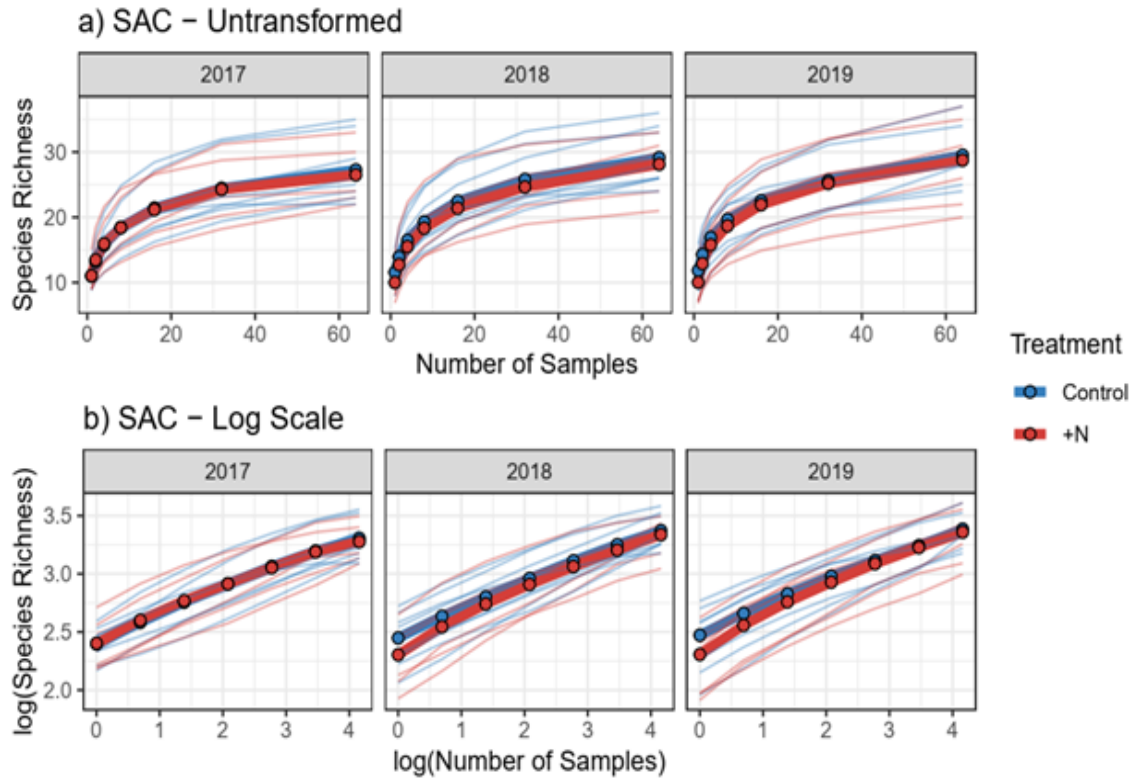 a) SAC − Untransformed
2017 2018 2019
Species Richness
30
20
10
0 20 40 60 0 20 40 60 0 20 40 60
Number of Samples
Treatment
Control
+N
b) SAC − Log Scale
2017 2018 2019
log(Species Richness)
3.5
3.0
2.5
2.0
0 1 2 3 4 0 1 2 3 4 0 1 2 3 4
log(Number of Samples)